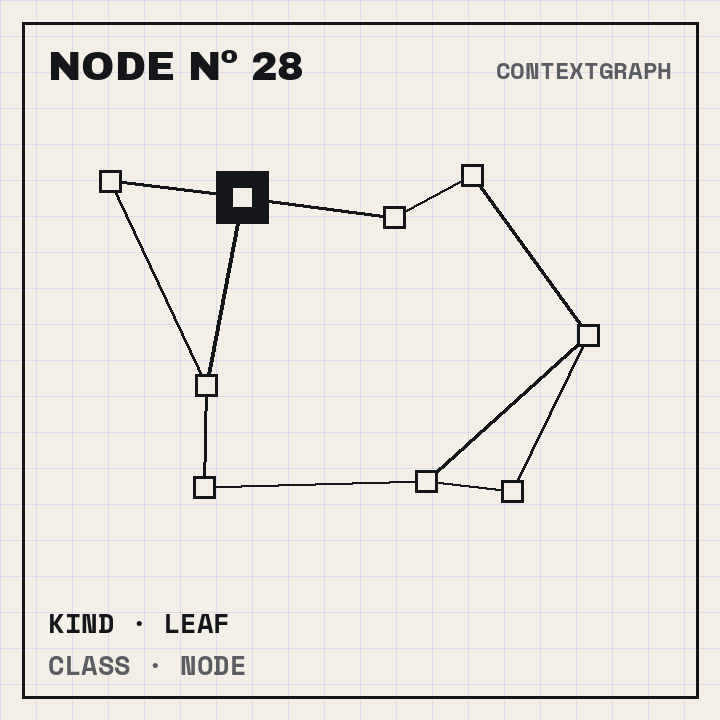 NODE Nº 28
CONTEXTGRAPH
KIND · LEAF
CLASS · NODE